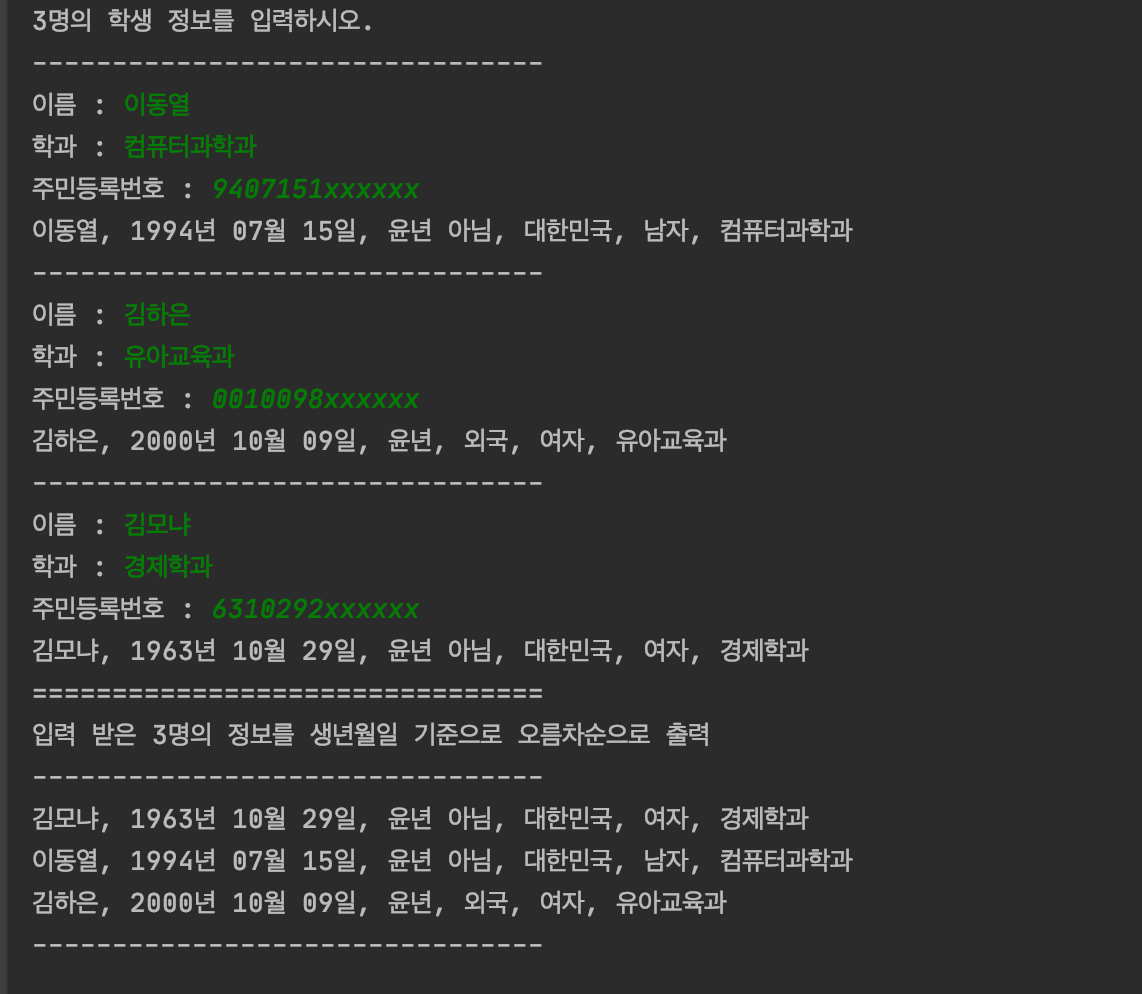 3명의 학생 정보를 입력하시오.
--------------------------------
이름 : 이동열
학과 : 컴퓨터과학과
주민등록번호 : 9407151xxxxxx
이동열, 1994년 07월 15일, 윤년 아님, 대한민국, 남자, 컴퓨터과학과
--------------------------------
이름 : 김하은
학과 : 유아교육과
주민등록번호 : 0010098xxxxxx
김하은, 2000년 10월 09일, 윤년, 외국, 여자, 유아교육과
--------------------------------
이름 : 김모냐
학과 : 경제학과
주민등록번호 : 6310292xxxxxx
김모냐, 1963년 10월 29일, 윤년 아님, 대한민국, 여자, 경제학과
================================
입력 받은 3명의 정보를 생년월일 기준으로 오름차순으로 출력
--------------------------------
김모냐, 1963년 10월 29일, 윤년 아님, 대한민국, 여자, 경제학과
이동열, 1994년 07월 15일, 윤년 아님, 대한민국, 남자, 컴퓨터과학과
김하은, 2000년 10월 09일, 윤년, 외국, 여자, 유아교육과
--------------------------------